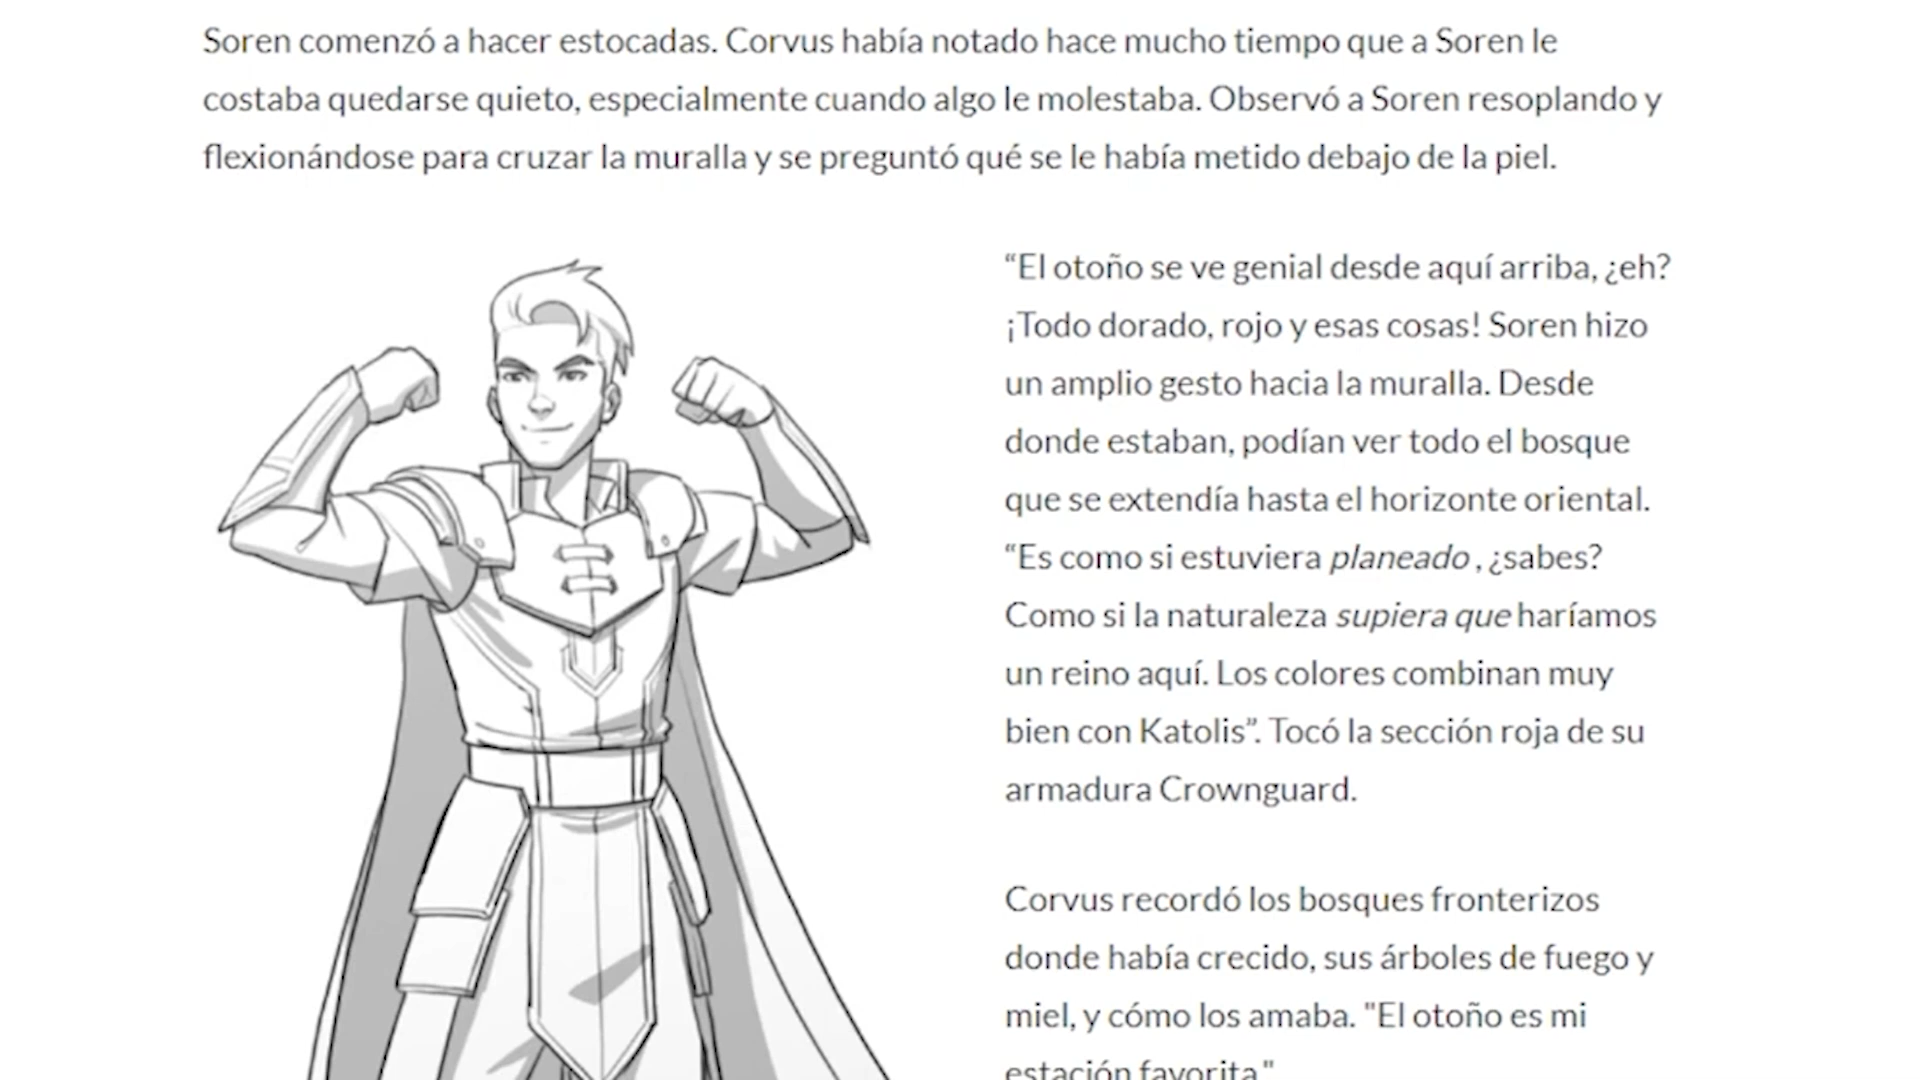 Soren comenzó a hacer estocadas. Corvus había notado hace mucho tiempo que a Soren le
costaba quedarse quieto, especialmente cuando algo le molestaba. Observó a Soren resoplando y
flexionándose para cruzar la muralla y se preguntó qué se le había metido debajo de la piel.
“El otoño se ve genial desde aquí arriba, ¿eh?
¡Todo dorado, rojo y esas cosas! Soren hizo
un amplio gesto hacia la muralla. Desde
donde estaban, podían ver todo el bosque
que se extendía hasta el horizonte oriental.
“Es como si estuviera planeado , ¿sabes?
Como si la naturaleza supiera que haríamos
un reino aquí. Los colores combinan muy
bien con Katolis”. Tocó la sección roja de su
armadura Crownguard.
Corvus recordó los bosques fronterizos
donde había crecido, sus árboles de fuego y
miel, y cómo los amaba. "El otoño es mi
estación favorita."